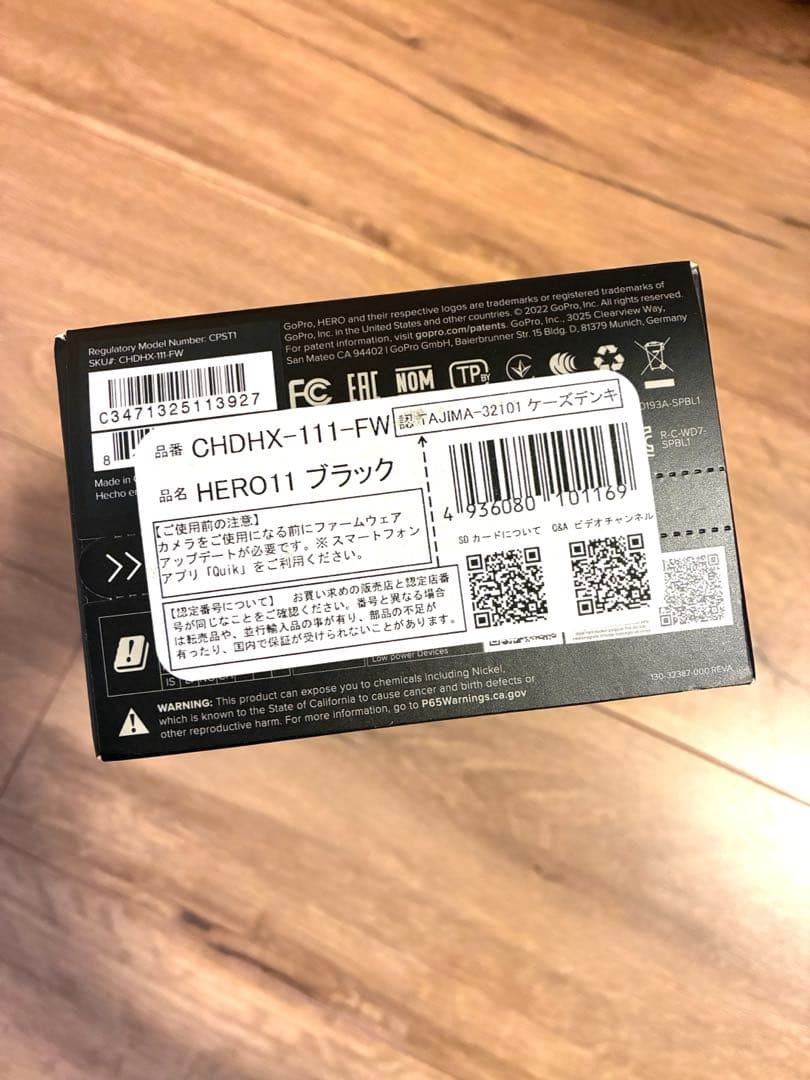 Regulatory Model Number: CPST1
SKU#: CHDHX-111-FW
C3471325113927
8
GoPro, HERO and their respective logos are trademarks or registered trademarks of
GoPro, Inc. in the United States and other countries. © 2022 GoPro, Inc. All rights reserved.
For patent information, visit gopro.com/patents. GoPro, Inc., 3025 Clearview Way,
San Mateo CA 94402 | GoPro GmbH, Baierbrunner Str. 15 Bldg. D, 81379 Munich, Germany
FC EAC NOM TP BY
0193A-SPBL1
R-C-WD7-
SPBL1
Made in
Hecho en
品番 CHDHX-111-FW
認 TAJIMA-32101 ケーズデンキ
品名 HERO11 ブラック
4 936080 101169
【ご使用前の注意】
カメラをご使用になる前にファームウェア
アップデートが必要です。※スマートフォン
アプリ「Quik」をご利用ください。
SDカードについて
Q&A ビデオチャンネル
【認定番号について】 お買い求めの販売店と認定店番
号が同じなことをご確認ください。番号と異なる場合
は転売品や、並行輸入品の事が有り、部品の不足が
有ったり、国内で保証が受けられないことがあります。
Low power Devices
IS
WARNING: This product can expose you to chemicals including Nickel,
which is known to the State of California to cause cancer and birth defects or
other reproductive harm. For more information, go to P65Warnings.ca.gov
130-32387-000 REVA